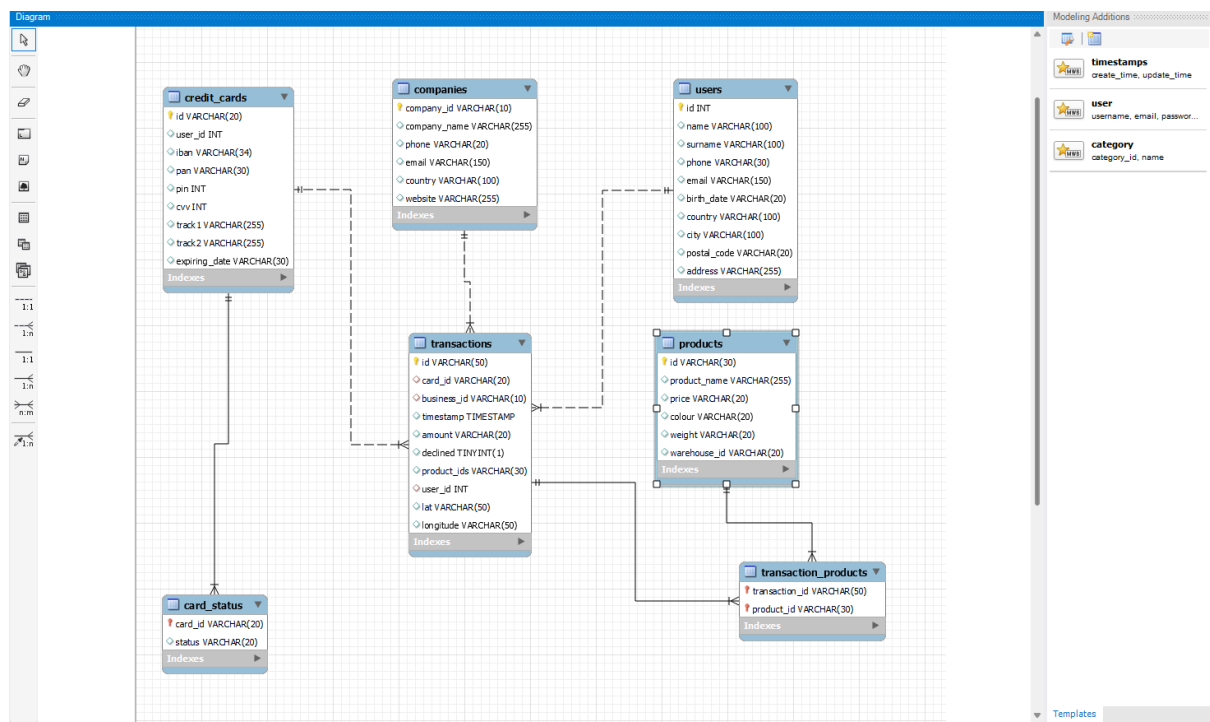 Diagram
Modeling Additions
timestamps
create_time, update_time
user
username, email, passwor...
category
category_id, name
1:1
1:n
1:1
1:n
n:m
1:n
credit_cards
id VARCHAR(20)
user_id INT
iban VARCHAR(34)
pan VARCHAR(30)
pin INT
cvv INT
track1 VARCHAR(255)
track2 VARCHAR(255)
expiring_date VARCHAR(30)
Indexes
companies
company_id VARCHAR(10)
company_name VARCHAR(255)
phone VARCHAR(20)
email VARCHAR(150)
country VARCHAR(100)
website VARCHAR(255)
Indexes
users
id INT
name VARCHAR(100)
surname VARCHAR(100)
phone VARCHAR(30)
email VARCHAR(150)
birth_date VARCHAR(20)
country VARCHAR(100)
city VARCHAR(100)
postal_code VARCHAR(20)
address VARCHAR(255)
Indexes
transactions
id VARCHAR(50)
card_id VARCHAR(20)
business_id VARCHAR(10)
timestamp TIMESTAMP
amount VARCHAR(20)
declined TINYINT(1)
product_ids VARCHAR(30)
user_id INT
lat VARCHAR(50)
longitude VARCHAR(50)
Indexes
products
id VARCHAR(30)
product_name VARCHAR(255)
price VARCHAR(20)
colour VARCHAR(20)
weight VARCHAR(20)
warehouse_id VARCHAR(20)
Indexes
card_status
card_id VARCHAR(20)
status VARCHAR(20)
Indexes
transaction_products
transaction_id VARCHAR(50)
product_id VARCHAR(30)
Indexes
Templates